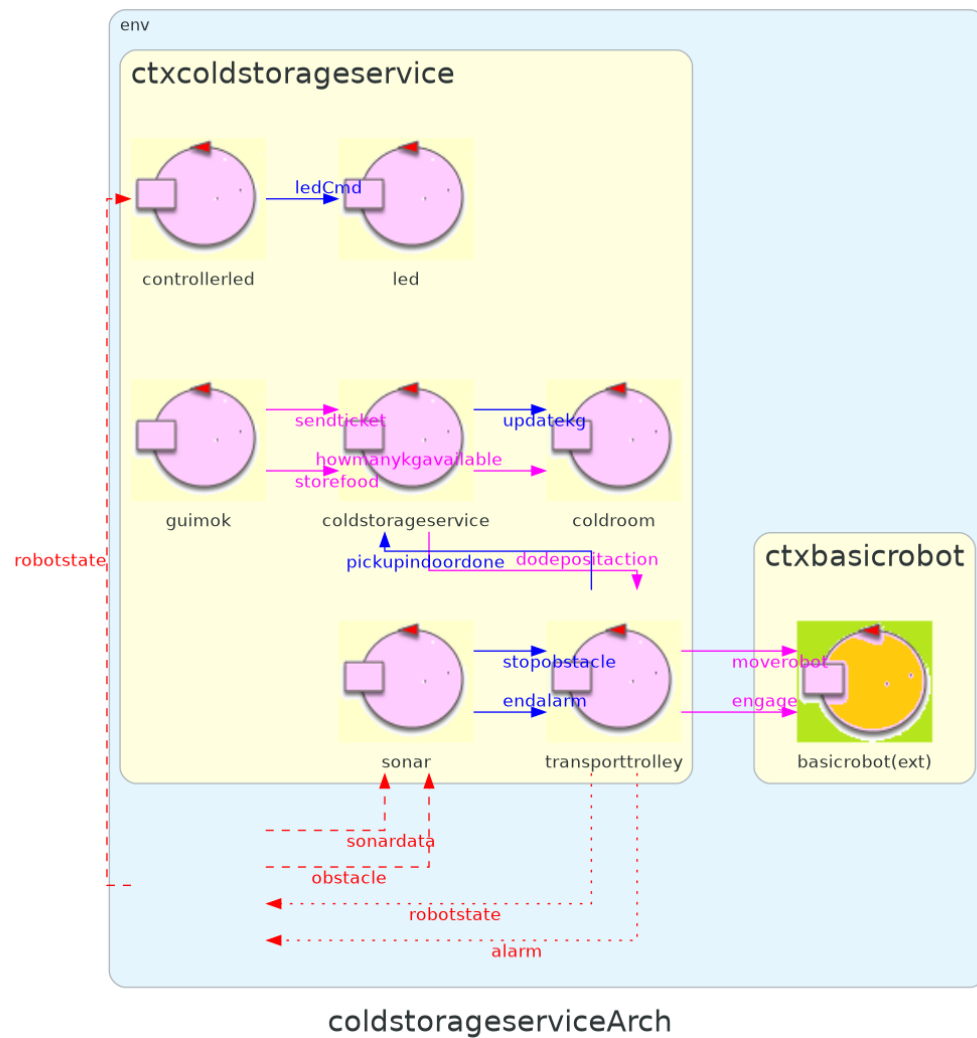 env
ctxcoldstorageservice
ledCmd
controllerled
led
sendticket
updatekg
howmanykgavailable
storefood
guimok
coldstorageservice
coldroom
robotstate
pickupindoordone
dodepositaction
ctxbasicrobot
stopobstacle
moverobot
endalarm
engage
sonar
transporttrolley
basicrobot(ext)
sonardata
obstacle
robotstate
alarm
coldstorageserviceArch